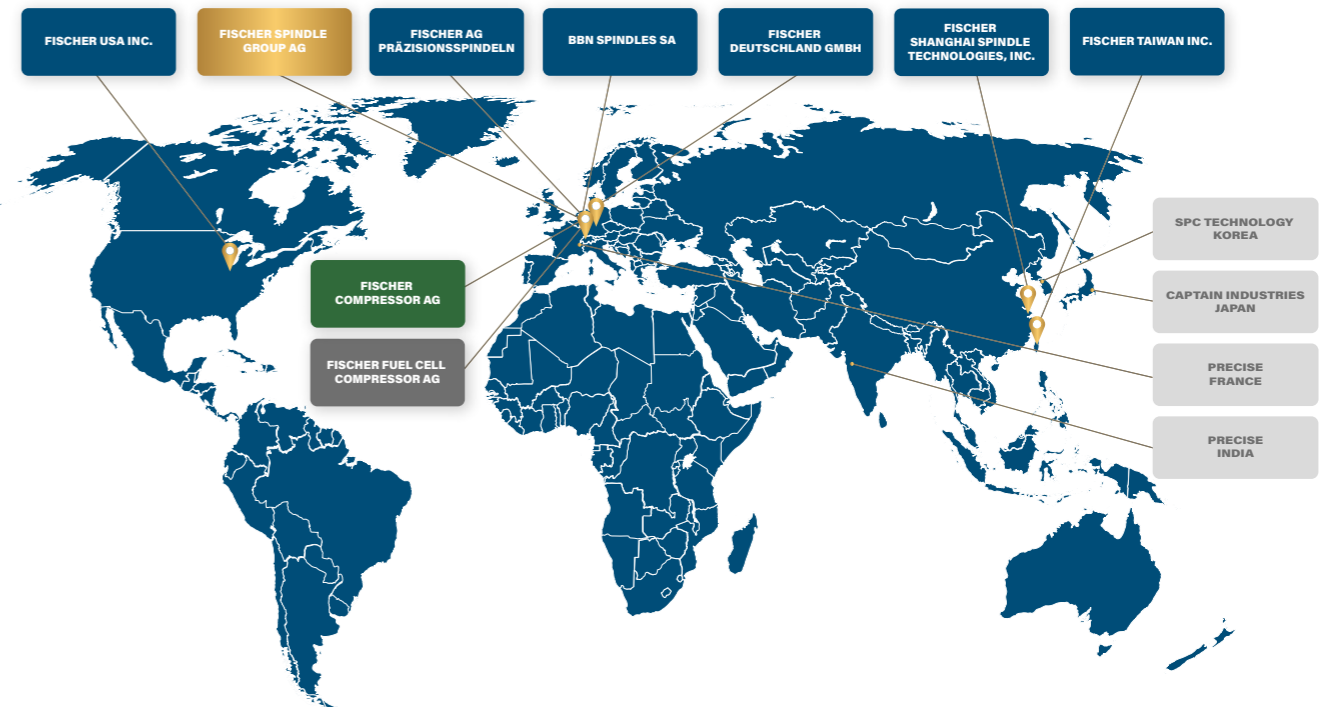 FISCHER USA INC.
FISCHER SPINDLE
GROUP AG
FISCHER AG
PRÄZISIONSSPINDELN
BBN SPINDLES SA
FISCHER
DEUTSCHLAND GMBH
FISCHER
SHANGHAI SPINDLE
TECHNOLOGIES, INC.
FISCHER TAIWAN INC.
SPC TECHNOLOGY
KOREA
FISCHER
COMPRESSOR AG
CAPTAIN INDUSTRIES
JAPAN
FISCHER FUEL CELL
COMPRESSOR AG
PRECISE
FRANCE
PRECISE
INDIA